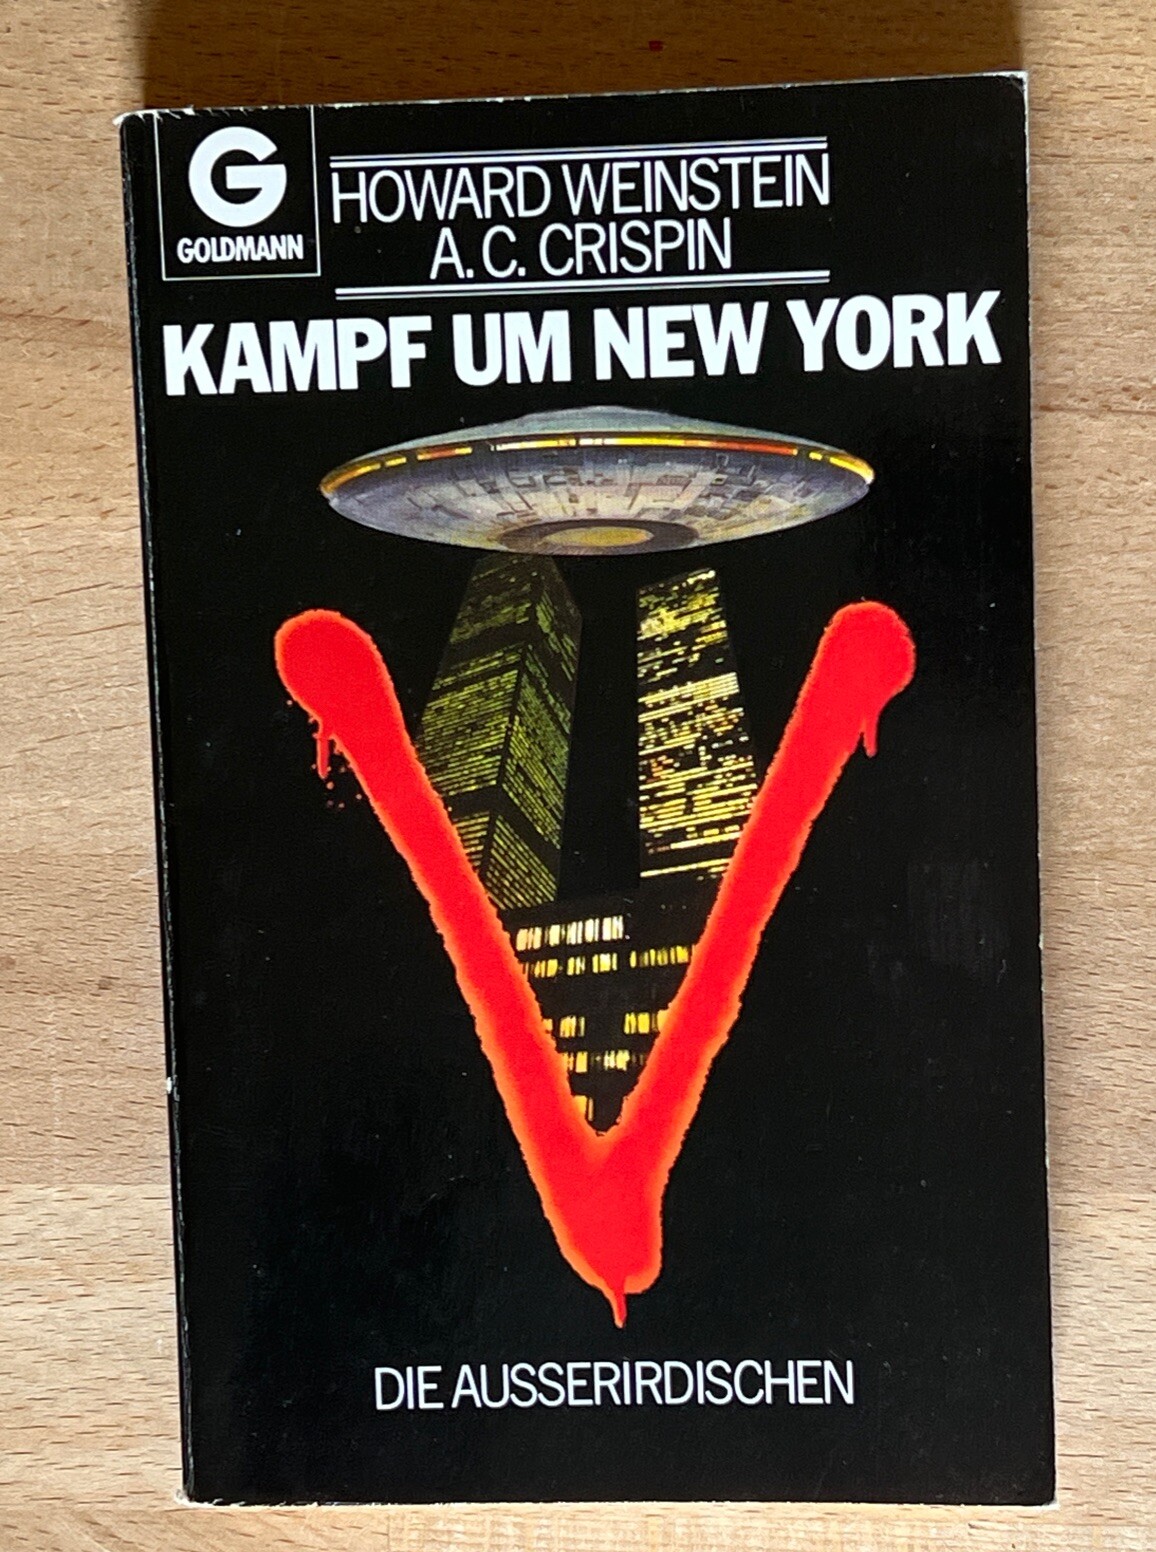 G
GOLDMANN
HOWARD WEINSTEIN
A. C. CRISPIN
KAMPF UM NEW YORK
V
DIE AUSSERIRDISCHEN